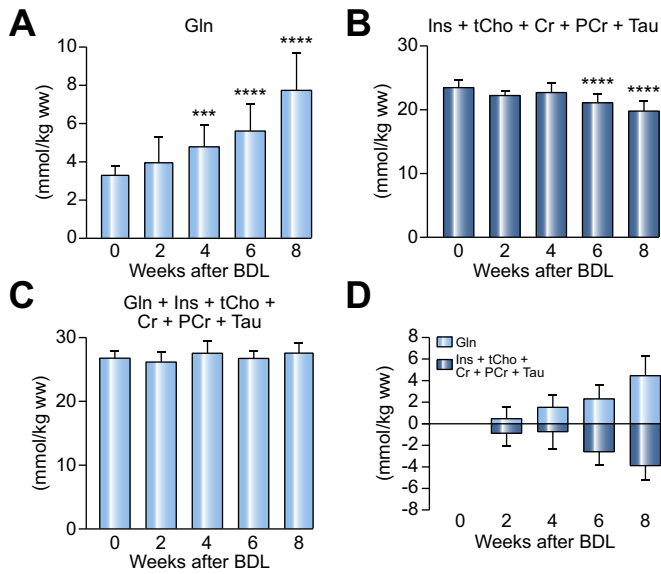 A
Gln
(mmol/kg ww)
10
8
6
4
2
0
***
****
****
0 2 4 6 8
Weeks after BDL
B
Ins + tCho + Cr + PCr + Tau
(mmol/kg ww)
30
20
10
0
****
****
0 2 4 6 8
Weeks after BDL
C
Gln + Ins + tCho +
Cr + PCr + Tau
(mmol/kg ww)
30
20
10
0
0 2 4 6 8
Weeks after BDL
D
Gln
Ins + tCho +
Cr + PCr + Tau
(mmol/kg ww)
8
6
4
2
0
-2
-4
-6
-8
0 2 4 6 8
Weeks after BDL